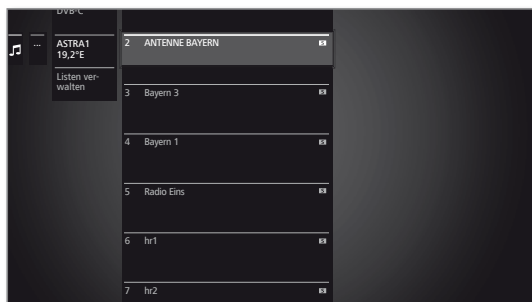 DVB-C
...
ASTRA1
19,2°E
Listen ver-
walten
2 ANTENNE BAYERN S
3 Bayern 3 S
4 Bayern 1 S
5 Radio Eins S
6 hr1 S
7 hr2 S